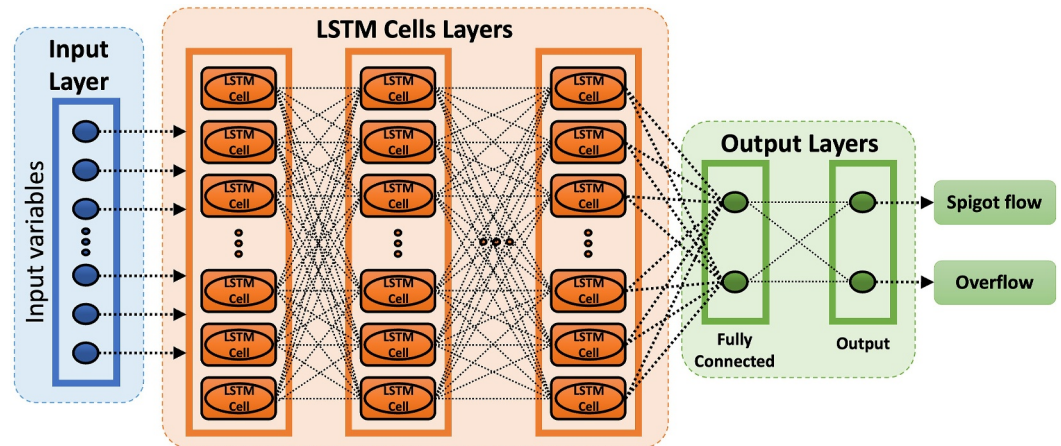 Input
Layer
Input variables
LSTM Cells Layers
LSTM
Cell
LSTM
Cell
LSTM
Cell
LSTM
Cell
LSTM
Cell
LSTM
Cell
LSTM
Cell
LSTM
Cell
LSTM
Cell
LSTM
Cell
LSTM
Cell
LSTM
Cell
LSTM
Cell
LSTM
Cell
LSTM
Cell
LSTM
Cell
LSTM
Cell
LSTM
Cell
Output Layers
Fully
Connected
Output
Spigot flow
Overflow